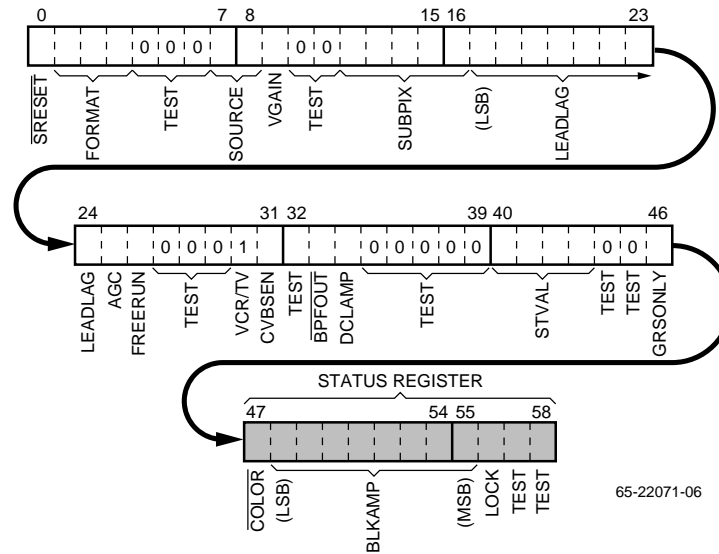 0 7 8 15 16 23
0 0 0 0 0
SRESET FORMAT TEST SOURCE VGAIN TEST SUBPIX (LSB) LEADLAG
24 31 32 39 40 46
0 0 0 1 0 0 0 0 0 0 0
LEADLAG AGC FREERUN TEST VCR/TV CVBSEN TEST BPFOUT DCLAMP TEST STVAL TEST TEST GRSONLY
STATUS REGISTER
47 54 55 58
COLOR (LSB) BLKAMP (MSB) LOCK TEST TEST
65-22071-06